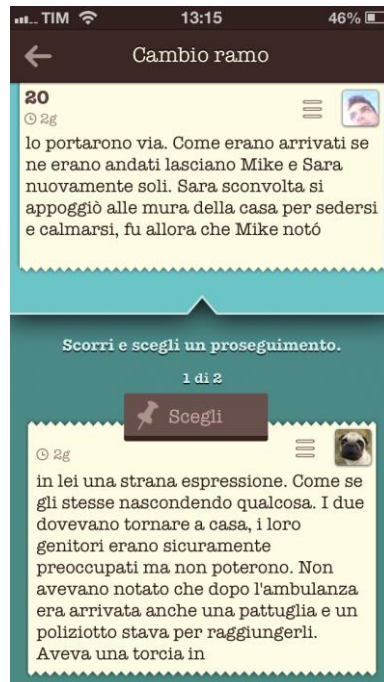 TIM 13:15 46%
Cambio ramo
20
2g
lo portarono via. Come erano arrivati se
ne erano andati lasciano Mike e Sara
nuovamente soli. Sara sconvolta si
appoggiò alle mura della casa per sedersi
e calmarsi, fu allora che Mike notó
Scorri e scegli un proseguimento.
1 di 2
Scegli
2g
in lei una strana espressione. Come se
gli stesse nascondendo qualcosa. I due
dovevano tornare a casa, i loro
genitori erano sicuramente
preoccupati ma non poterono. Non
avevano notato che dopo l'ambulanza
era arrivata anche una pattuglia e un
poliziotto stava per raggiungerli.
Aveva una torcia in